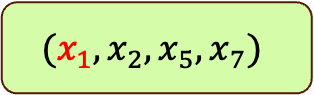 (x₁, x₂, x₅, x₇)